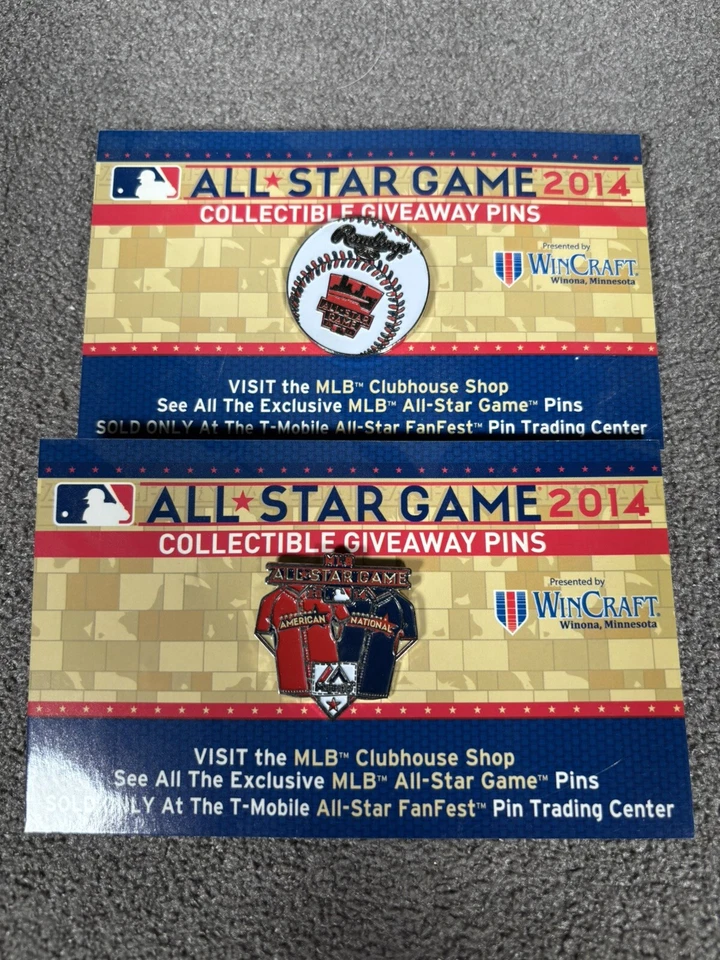 ALL★STAR GAME 2014
COLLECTIBLE GIVEAWAY PINS
Rawlings
Presented by
WINCRAFT.
Winona, Minnesota
ALL-STAR
GAME
VISIT the MLB™ Clubhouse Shop
See All The Exclusive MLB™ All-Star Game™ Pins
SOLD ONLY At The T-Mobile All-Star FanFest™ Pin Trading Center
ALL★STAR GAME 2014
COLLECTIBLE GIVEAWAY PINS
ALL★STAR GAME
Presented by
WINCRAFT®
Winona, Minnesota
AMERICAN
NATIONAL
VISIT the MLB™ Clubhouse Shop
See All The Exclusive MLB™ All-Star Game™ Pins
SOLD ONLY At The T-Mobile All-Star FanFest™ Pin Trading Center